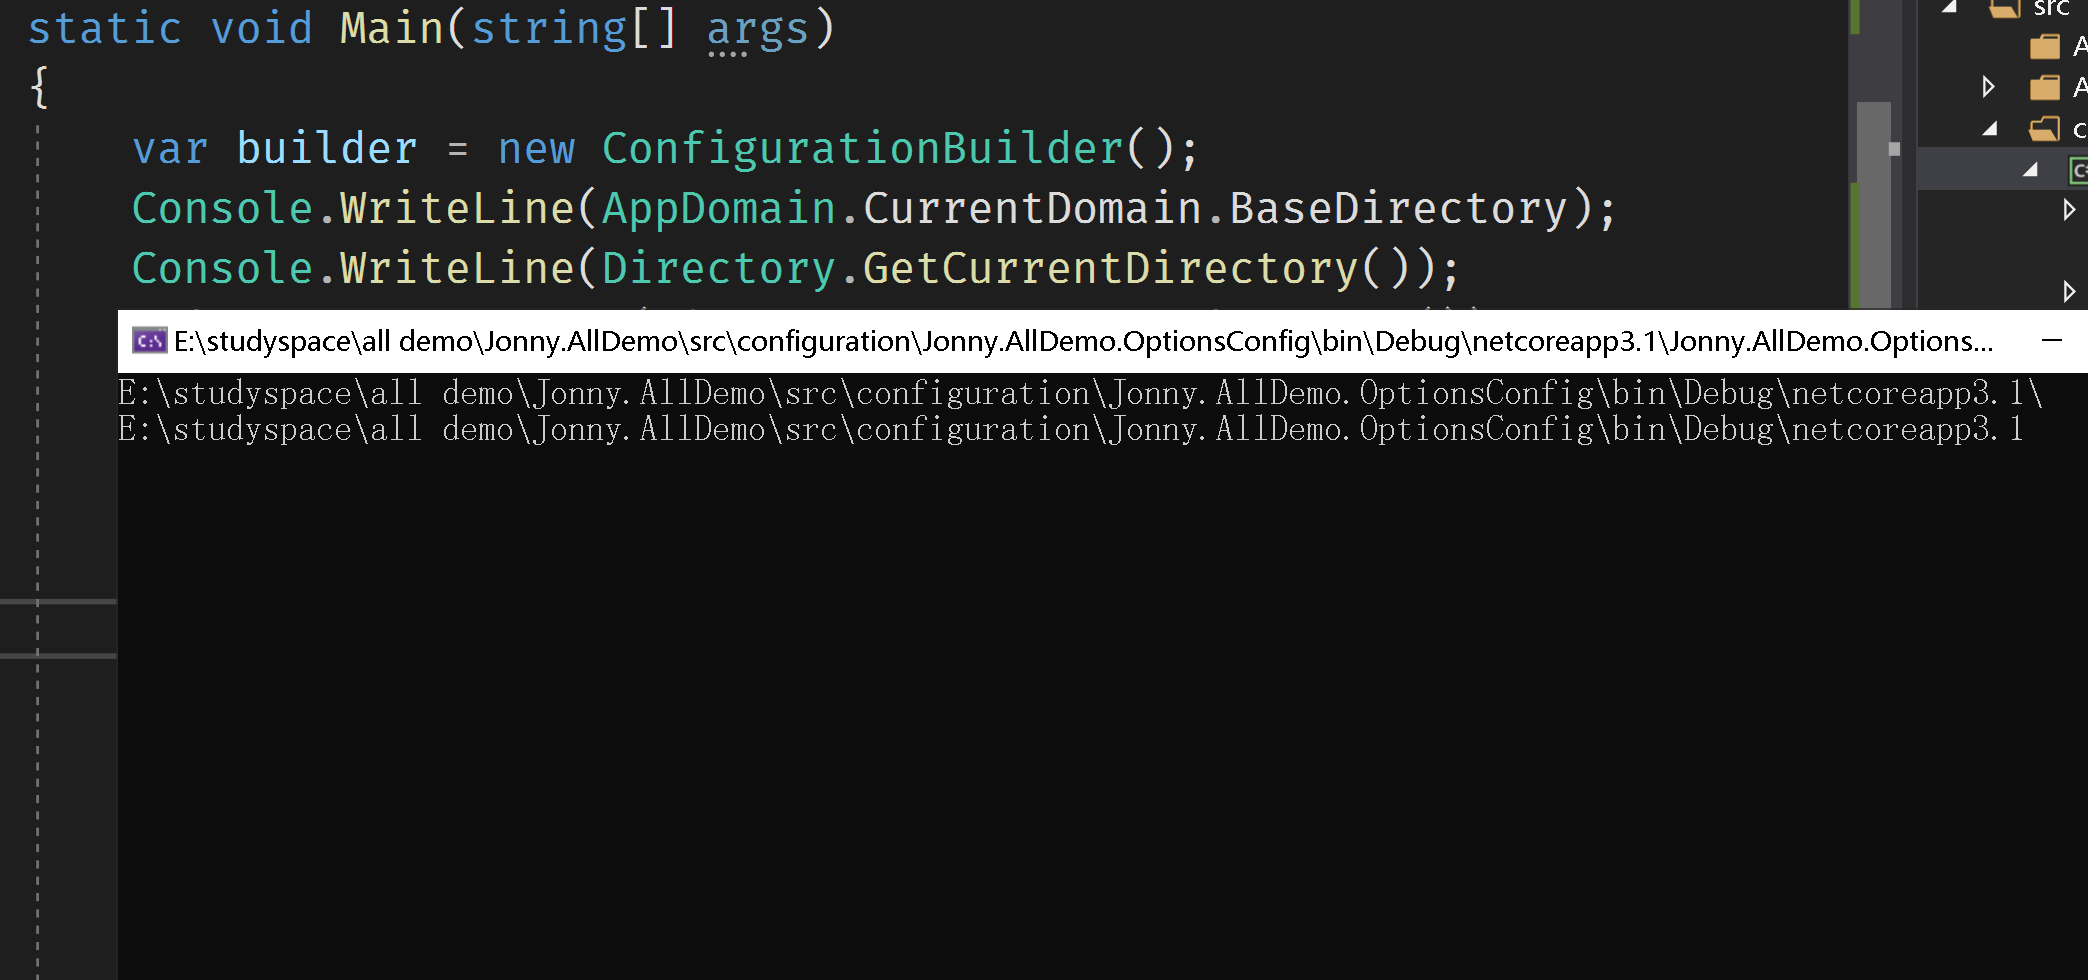 static void Main(string[] args)
{
var builder = new ConfigurationBuilder();
Console.WriteLine(AppDomain.CurrentDomain.BaseDirectory);
Console.WriteLine(Directory.GetCurrentDirectory());
src
E:\studyspace\all demo\Jonny.AllDemo\src\configuration\Jonny.AllDemo.OptionsConfig\bin\Debug\netcoreapp3.1\Jonny.AllDemo.Options...
E:\studyspace\all demo\Jonny.AllDemo\src\configuration\Jonny.AllDemo.OptionsConfig\bin\Debug\netcoreapp3.1\
E:\studyspace\all demo\Jonny.AllDemo\src\configuration\Jonny.AllDemo.OptionsConfig\bin\Debug\netcoreapp3.1